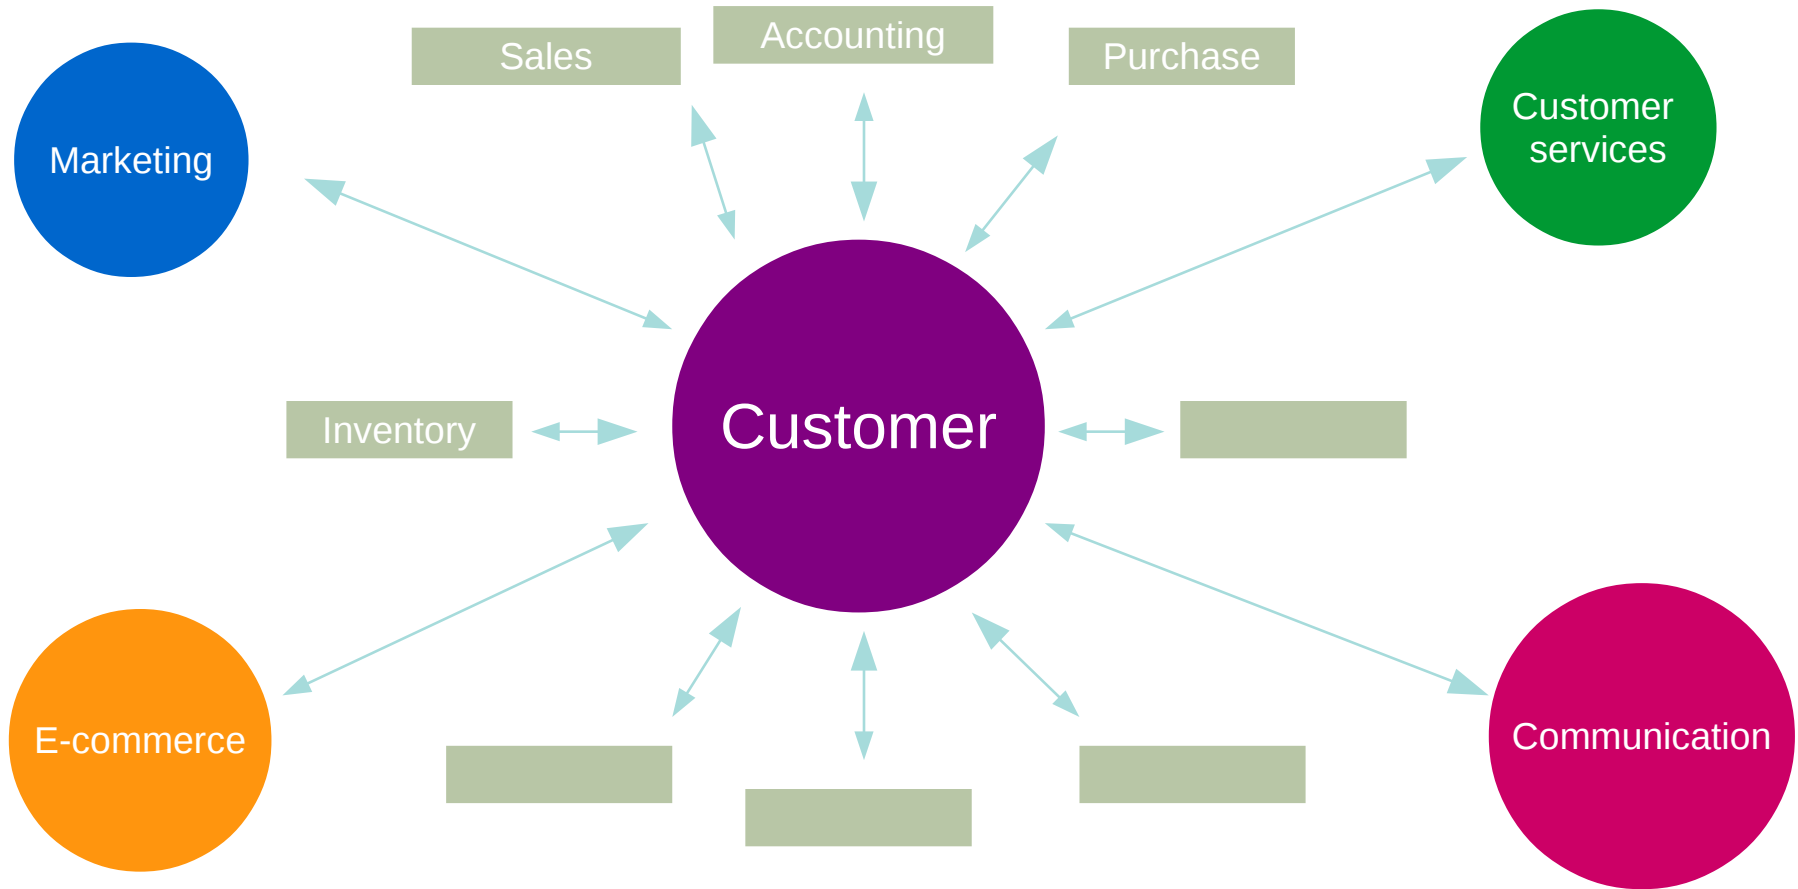 Sales
Accounting
Purchase
Marketing
Customer
services
Customer
Inventory
E-commerce
Communication